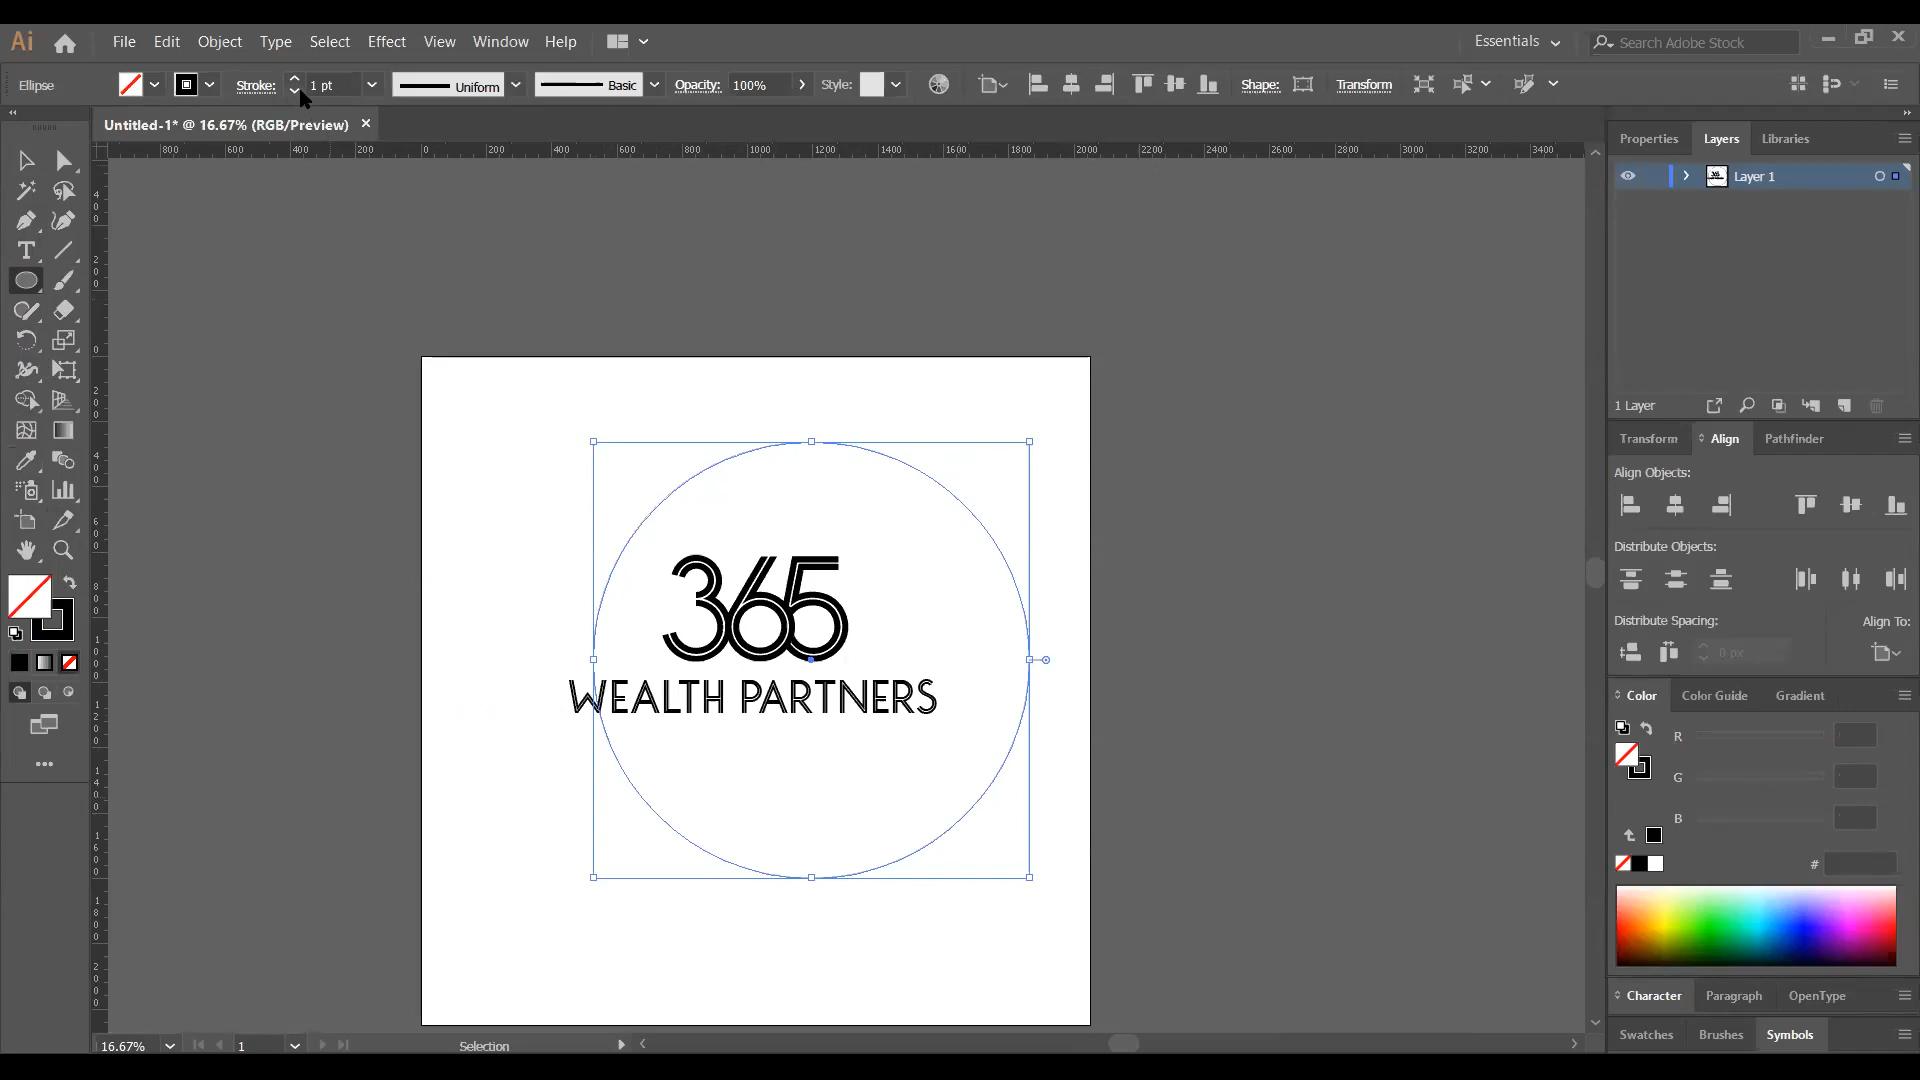 Ai File Edit Object Type Select Effect View Window Help Essentials Search Adobe Stock
Ellipse Stroke: 1 pt Uniform Basic Opacity: 100% Style: Shape: Transform
Untitled-1* @ 16.67% (RGB/Preview) ×
800 600 400 200 0 200 400 600 800 1000 1200 1400 1600 1800 2000 2200 2400 2600 2800 3000 3200 3400
Properties Layers Libraries
Layer 1
1 Layer
Transform Align Pathfinder
Align Objects:
Distribute Objects:
Distribute Spacing: Align To:
0 px
Color Color Guide Gradient
R
G
B
#
Character Paragraph OpenType
Swatches Brushes Symbols
365
WEALTH PARTNERS
16.67% 1 Selection